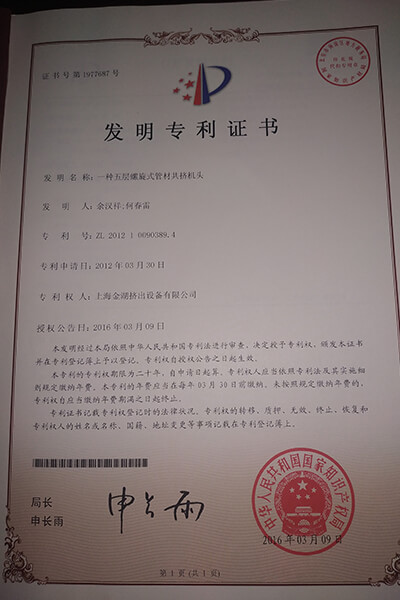 证书号第1977687号
发明专利证书
发明名称:一种五层螺旋式管材共挤机头
发明人:余汉祥;何春雷
专利号:ZL 2012 1 0090389.4
专利申请日:2012年03月30日
专利权人:上海金湖挤出设备有限公司
授权公告日:2016年03月09日
本发明经过本局依照中华人民共和国专利法进行审查,决定授予专利权,颁发本证书
并在专利登记簿上予以登记。专利权自授权公告之日起生效。
本专利的专利权期限为二十年,自申请日起算。专利权人应当依照专利法及其实施细
则规定缴纳年费。本专利的年费应当在每年03月30日前缴纳。未按照规定缴纳年费的,
专利权自应当缴纳年费期满之日起终止。
专利证书记载专利权登记时的法律状况。专利权的转移、质押、无效、终止、恢复和
专利权人的姓名或名称、国籍、地址变更等事项记载在专利登记簿上。
局长
申长雨
申长雨
中华人民共和国国家知识产权局
2016年03月09日
第1页(共1页)